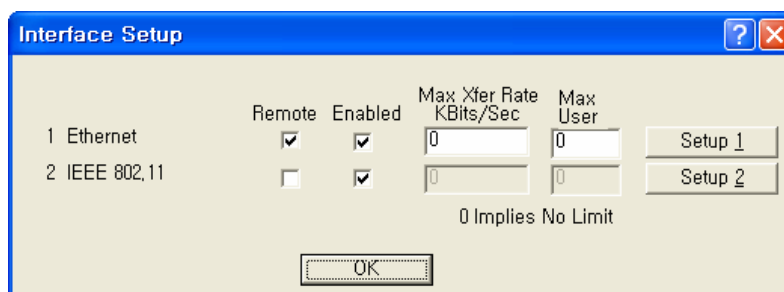 Interface Setup
Remote Enabled Max Xfer Rate KBits/Sec Max User
1 Ethernet 0 0 Setup 1
2 IEEE 802,11 0 0 Setup 2
0 Implies No Limit
OK